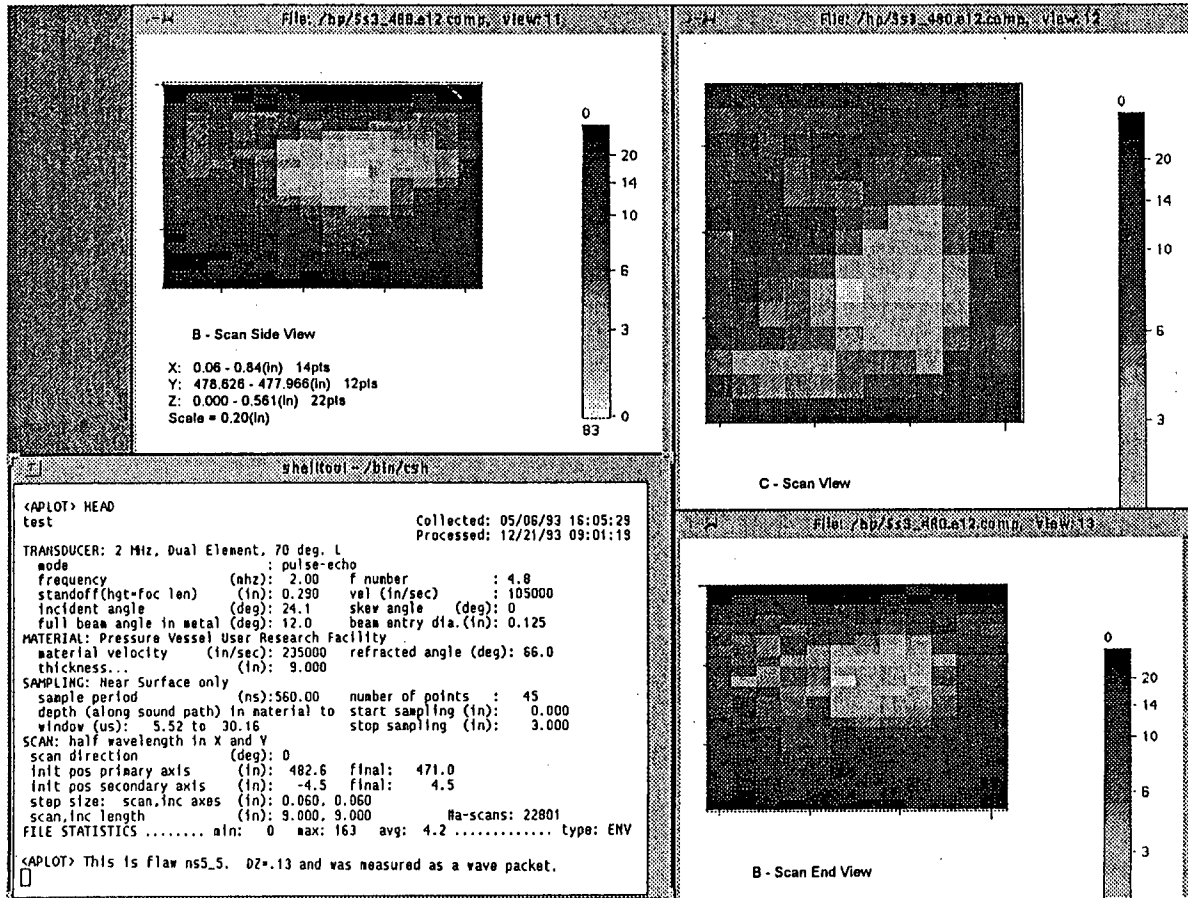 File: /hp/5s3_480.e12.comp, view:11
0
20
14
10
6
3
0
83
B - Scan Side View
X: 0.06 - 0.84(in) 14pts
Y: 478.626 - 477.966(in) 12pts
Z: 0.000 - 0.561(in) 22pts
Scale = 0.20(in)
File: /hp/5s3_480.e12.comp, view:12
0
20
14
10
6
3
C - Scan View
shelltool - /bin/csh
<APLOT> HEAD
test Collected: 05/06/93 16:05:29
Processed: 12/21/93 09:01:19
TRANSDUCER: 2 MHz, Dual Element, 70 deg. L
mode : pulse-echo
frequency (mhz): 2.00 f number : 4.8
standoff(hgt=foc len) (in): 0.290 vel (in/sec) : 105000
incident angle (deg): 24.1 skew angle (deg): 0
full beam angle in metal (deg): 12.0 beam entry dia.(in): 0.125
MATERIAL: Pressure Vessel User Research Facility
material velocity (in/sec): 235000 refracted angle (deg): 66.0
thickness... (in): 9.000
SAMPLING: Near Surface only
sample period (ns):560.00 number of points : 45
depth (along sound path) in material to start sampling (in): 0.000
window (us): 5.52 to 30.16 stop sampling (in): 3.000
SCAN: half wavelength in X and Y
scan direction (deg): 0
init pos primary axis (in): 482.6 final: 471.0
init pos secondary axis (in): -4.5 final: 4.5
step size: scan,inc axes (in): 0.060, 0.060
scan,inc length (in): 9.000, 9.000 #a-scans: 22801
FILE STATISTICS ........ min: 0 max: 163 avg: 4.2 ............. type: ENV
<APLOT> This is flaw ns5_5. DZ=.13 and was measured as a wave packet.
File: /hp/5s3_480.e12.comp, view:13
0
20
10
6
3
B - Scan End View